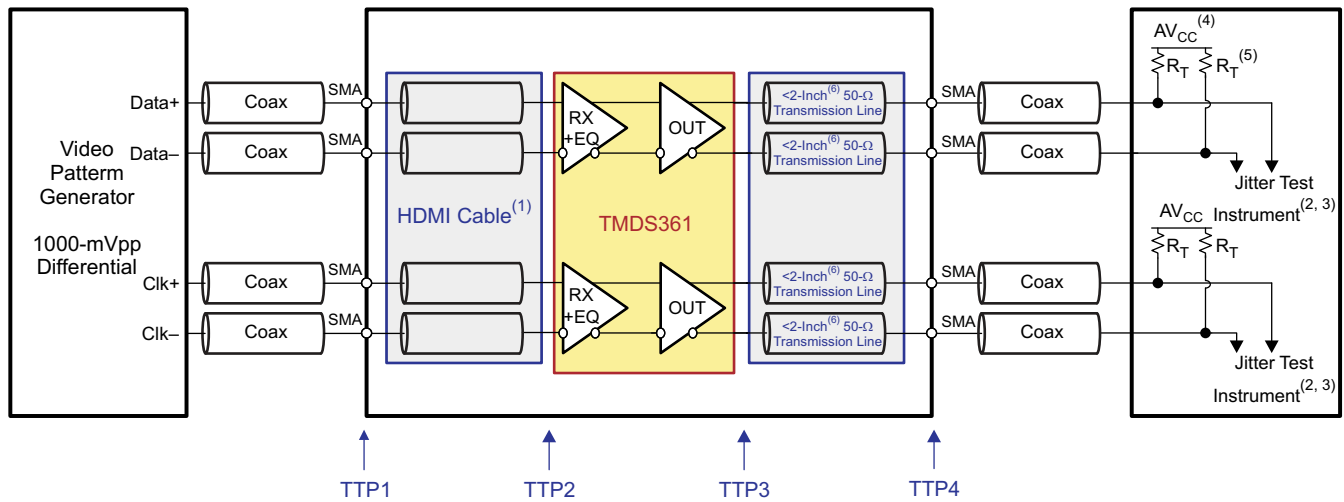 Video
Patterm
Generator
1000-mVpp
Differential
Data+
Data–
Clk+
Clk–
Coax
SMA
Coax
SMA
Coax
SMA
Coax
SMA
HDMI Cable(1)
RX
+EQ
OUT
TMDS361
RX
+EQ
OUT
<2-Inch(6) 50-Ω
Transmission Line
<2-Inch(6) 50-Ω
Transmission Line
<2-Inch(6) 50-Ω
Transmission Line
<2-Inch(6) 50-Ω
Transmission Line
SMA
Coax
SMA
Coax
SMA
Coax
SMA
Coax
AVCC(4)
RT
RT(5)
Jitter Test
Instrument(2, 3)
AVCC
RT
RT
Jitter Test
Instrument(2, 3)
TTP1
TTP2
TTP3
TTP4